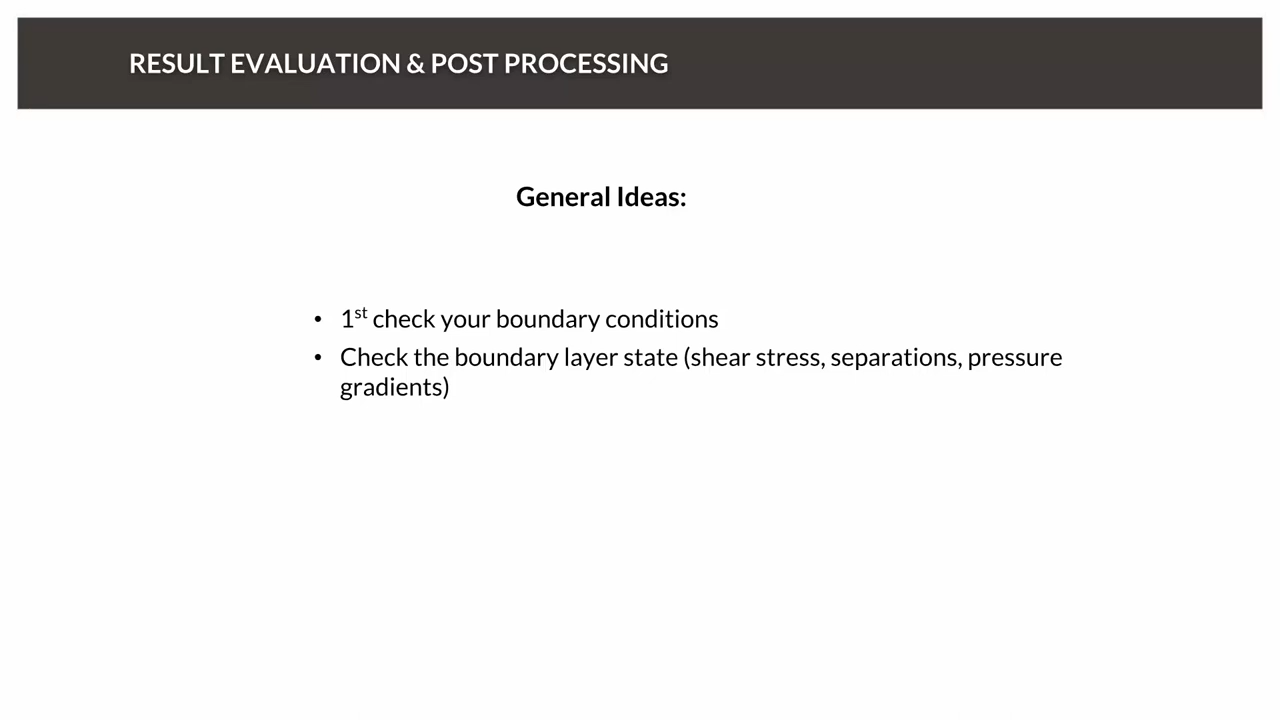 RESULT EVALUATION & POST PROCESSING
General Ideas:
• 1st check your boundary conditions
• Check the boundary layer state (shear stress, separations, pressure
gradients)